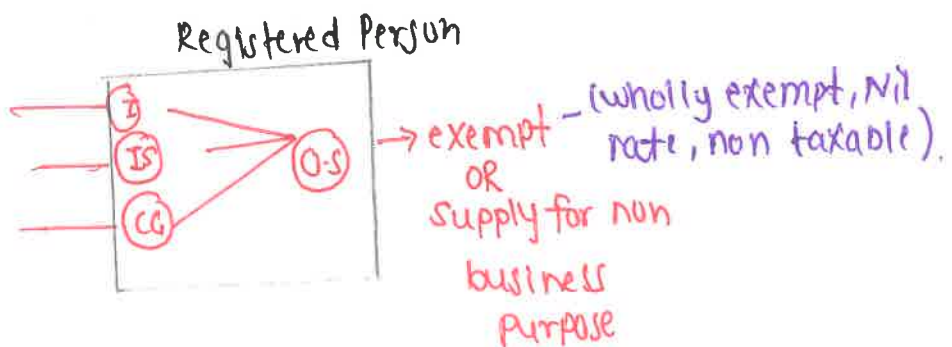 Registered Person
I
IS
CG
O-S
→ exempt - (wholly exempt, Nil
rate, non taxable).
OR
supply for non
business
purpose